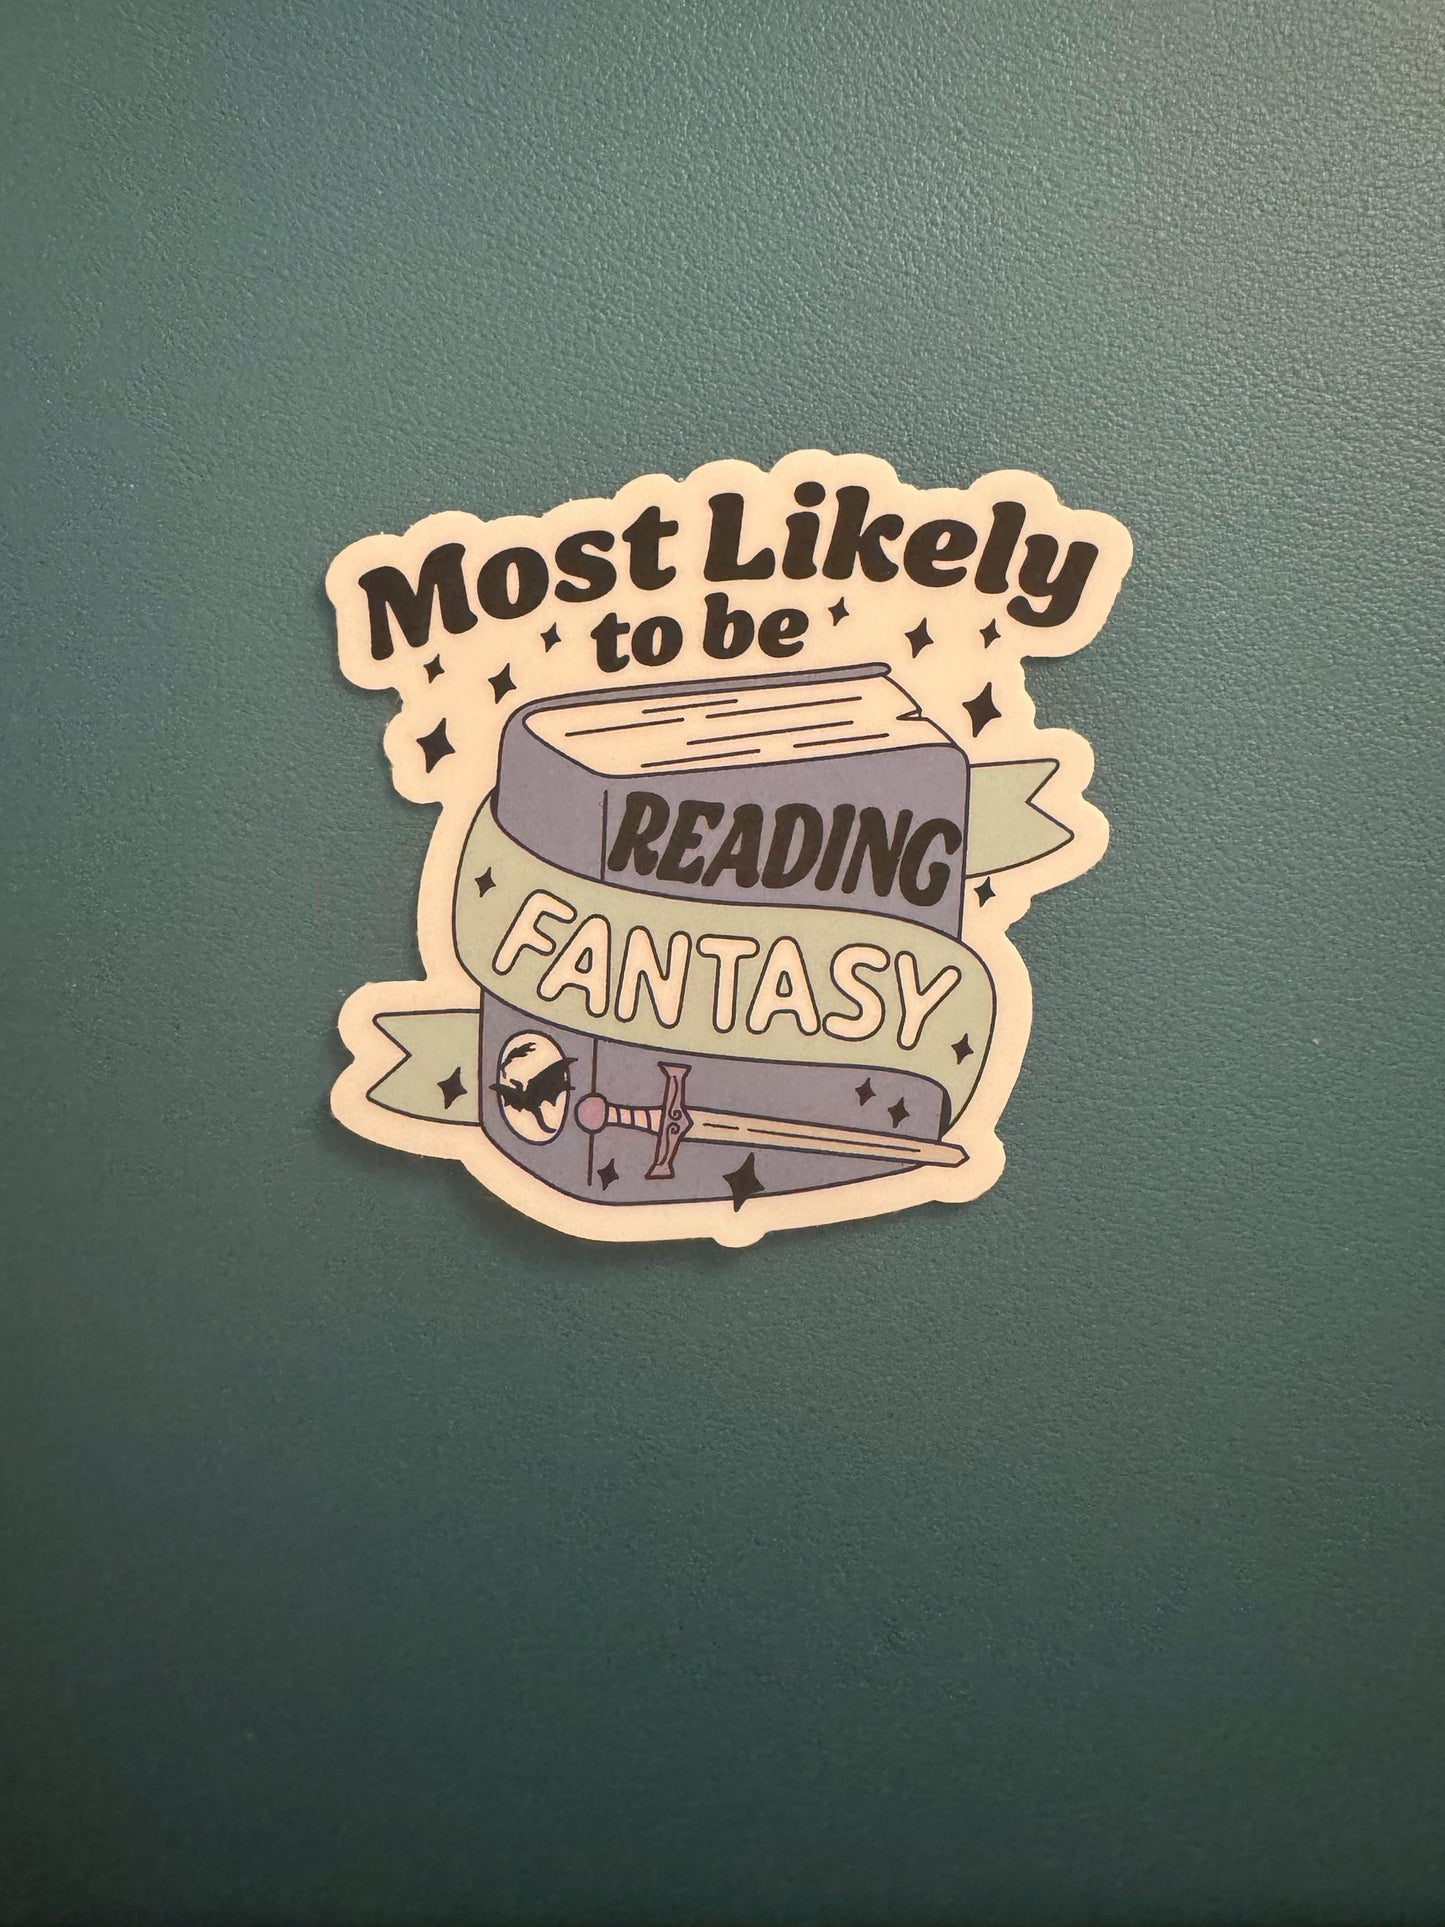 Most Likely
to be
READING
FANTASY